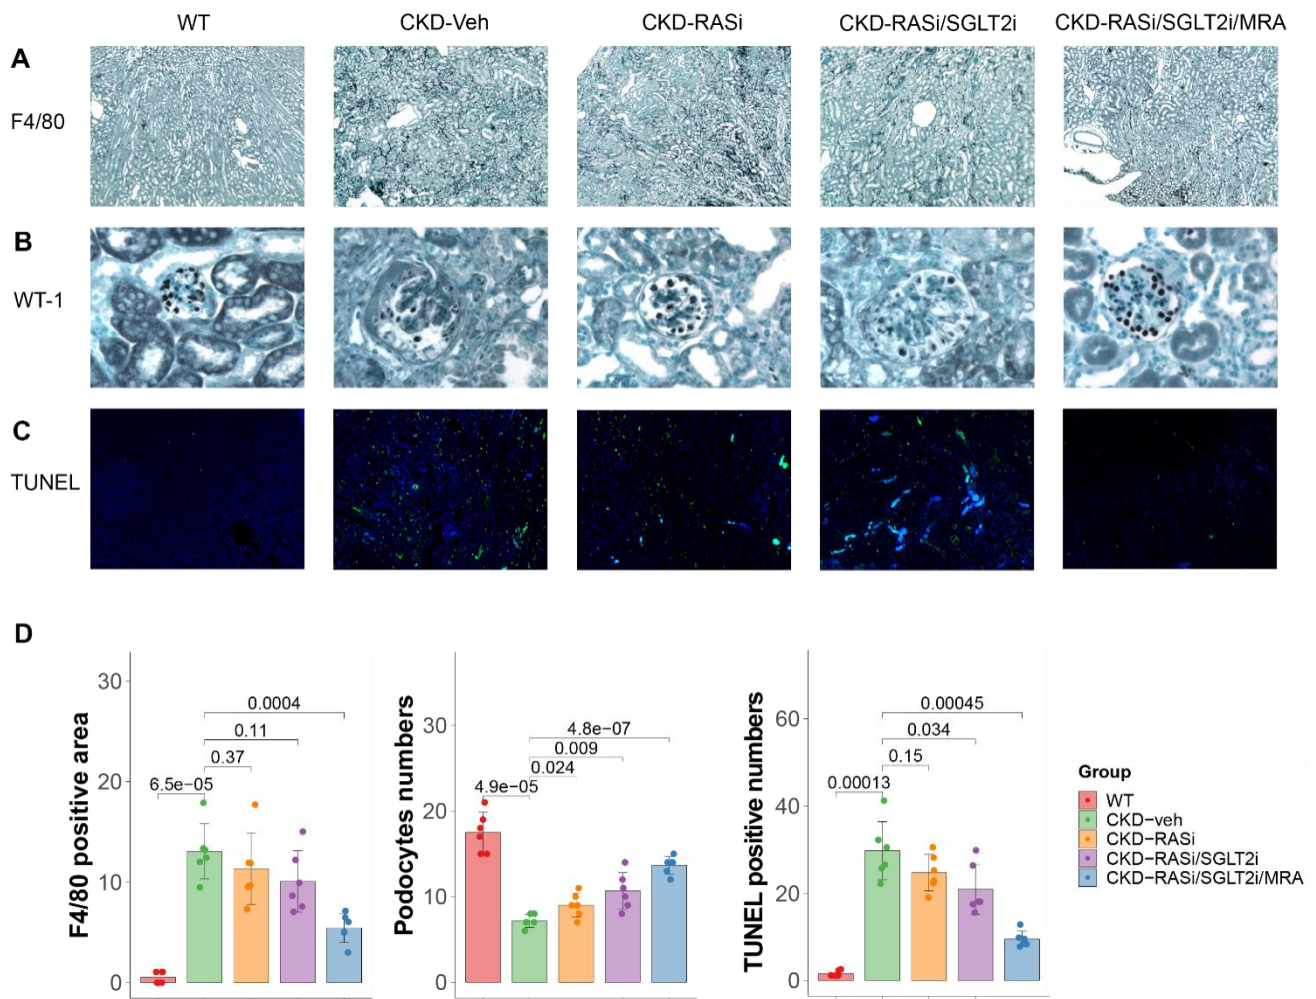 WT CKD-Veh CKD-RASi CKD-RASi/SGLT2i CKD-RASi/SGLT2i/MRA
A
F4/80
B
WT-1
C
TUNEL
D
F4/80 positive area
30
20
10
0
6.5e−05
0.37
0.11
0.0004
Podocytes numbers
30
20
10
0
4.9e−05
0.024
0.009
4.8e−07
TUNEL positive numbers
60
40
20
0
0.00013
0.15
0.034
0.00045
Group
WT
CKD−veh
CKD−RASi
CKD−RASi/SGLT2i
CKD−RASi/SGLT2i/MRA